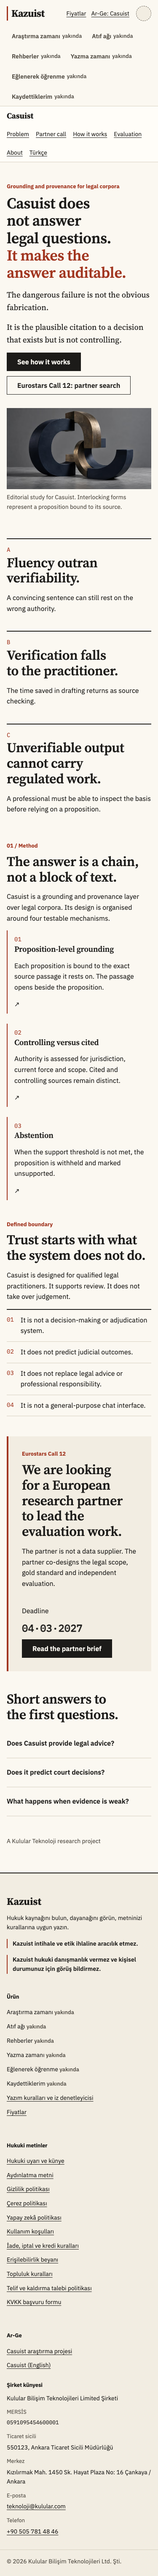 Kazuist
Fiyatlar Ar-Ge: Casuist
Araştırma zamanı yakında Atıf ağı yakında
Rehberler yakında Yazma zamanı yakında
Eğlenerek öğrenme yakında
Kaydettiklerim yakında
Casuist
Problem Partner call How it works Evaluation
About Türkçe
Grounding and provenance for legal corpora
Casuist does
not answer
legal questions.
It makes the
answer auditable.
The dangerous failure is not the obvious
fabrication.
It is the plausible citation to a decision
that exists but is not controlling.
See how it works
Eurostars Call 12: partner search
Editorial study for Casuist. Interlocking forms
represent a proposition bound to its source.
A
Fluency outran
verifiability.
A convincing sentence can still rest on the
wrong authority.
B
Verification falls
to the practitioner.
The time saved in drafting returns as source
checking.
C
Unverifiable output
cannot carry
regulated work.
A professional must be able to inspect the basis
before relying on a proposition.
01 / Method
The answer is a chain,
not a block of text.
Casuist is a grounding and provenance layer
over legal corpora. Its design is organised
around four testable mechanisms.
01
Proposition-level grounding
Each proposition is bound to the exact
source passage it rests on. The passage
opens beside the proposition.
↗
02
Controlling versus cited
Authority is assessed for jurisdiction,
current force and scope. Cited and
controlling sources remain distinct.
↗
03
Abstention
When the support threshold is not met, the
proposition is withheld and marked
unsupported.
↗
Defined boundary
Trust starts with what
the system does not do.
Casuist is designed for qualified legal
practitioners. It supports review. It does not
take over judgement.
01 It is not a decision-making or adjudication
system.
02 It does not predict judicial outcomes.
03 It does not replace legal advice or
professional responsibility.
04 It is not a general-purpose chat interface.
Eurostars Call 12
We are looking
for a European
research partner
to lead the
evaluation work.
The partner is not a data supplier. The
partner co-designs the legal scope,
gold standard and independent
evaluation.
Deadline
04·03·2027
Read the partner brief
Short answers to
the first questions.
Does Casuist provide legal advice?
Does it predict court decisions?
What happens when evidence is weak?
A Kulular Teknoloji research project
Kazuist
Hukuk kaynağını bulun, dayanağını görün, metninizi
kurallarına uygun yazın.
Kazuist intihale ve etik ihlaline aracılık etmez.
Kazuist hukuki danışmanlık vermez ve kişisel
durumunuz için görüş bildirmez.
Ürün
Araştırma zamanı yakında
Atıf ağı yakında
Rehberler yakında
Yazma zamanı yakında
Eğlenerek öğrenme yakında
Kaydettiklerim yakında
Yazım kuralları ve iz denetleyicisi
Fiyatlar
Hukuki metinler
Hukuki uyarı ve künye
Aydınlatma metni
Gizlilik politikası
Çerez politikası
Yapay zekâ politikası
Kullanım koşulları
İade, iptal ve kredi kuralları
Erişilebilirlik beyanı
Topluluk kuralları
Telif ve kaldırma talebi politikası
KVKK başvuru formu
Ar-Ge
Casuist araştırma projesi
Casuist (English)
Şirket künyesi
Kulular Bilişim Teknolojileri Limited Şirketi
MERSİS
0591095454600001
Ticaret sicili
550123, Ankara Ticaret Sicili Müdürlüğü
Merkez
Kızılırmak Mah. 1450 Sk. Hayat Plaza No: 16 Çankaya /
Ankara
E-posta
teknoloji@kulular.com
Telefon
+90 505 781 48 46
© 2026 Kulular Bilişim Teknolojileri Ltd. Şti.